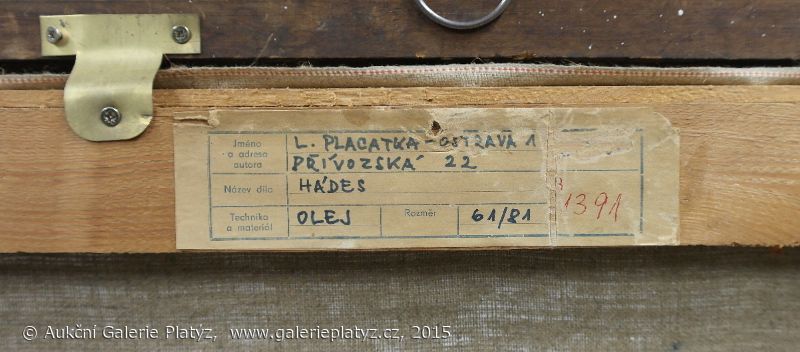 Jméno a adresa autora L. PLACATKA - OSTRAVA 1
PŘÍVOZSKÁ 22
Název díla HÁDES
Technika a materiál OLEJ Rozměr 61/81
1391
© Aukční Galerie Platýz, www.galerieplatyz.cz, 2015